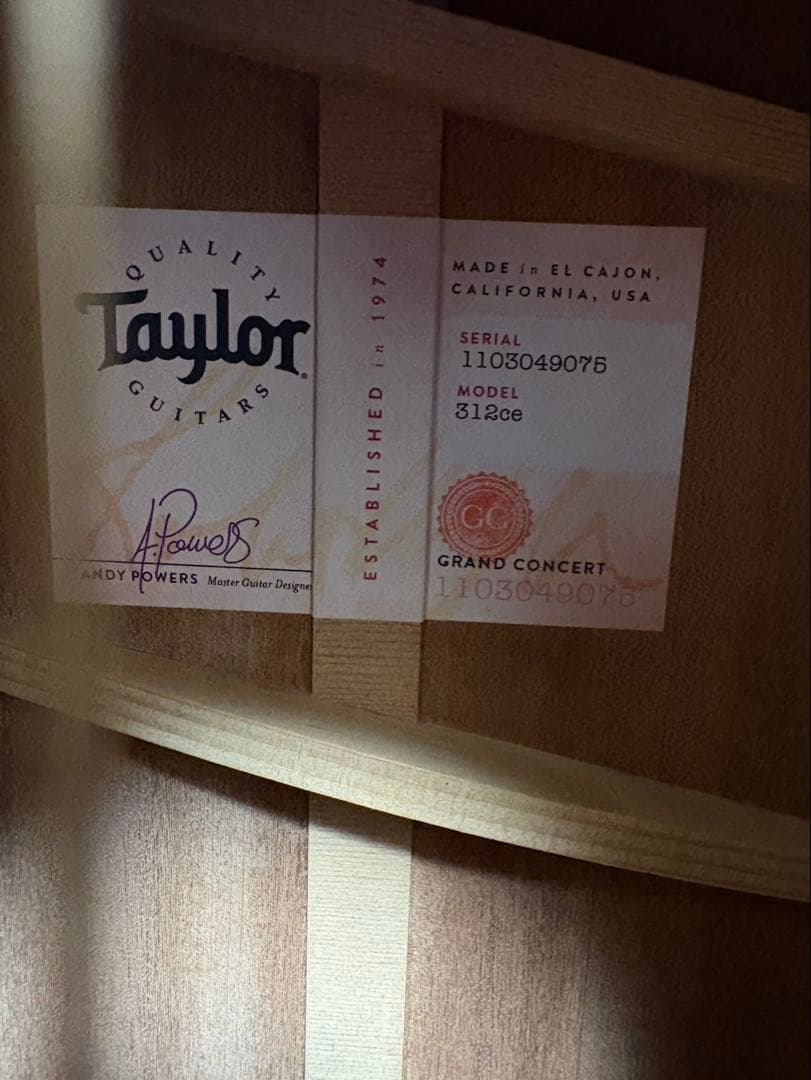 QUALITY
Taylor
GUITARS
A. Powers
ANDY POWERS Master Guitar Designer
ESTABLISHED in 1974
MADE in EL CAJON,
CALIFORNIA, USA
SERIAL
1103049075
MODEL
312ce
GC
GRAND CONCERT
1103049075